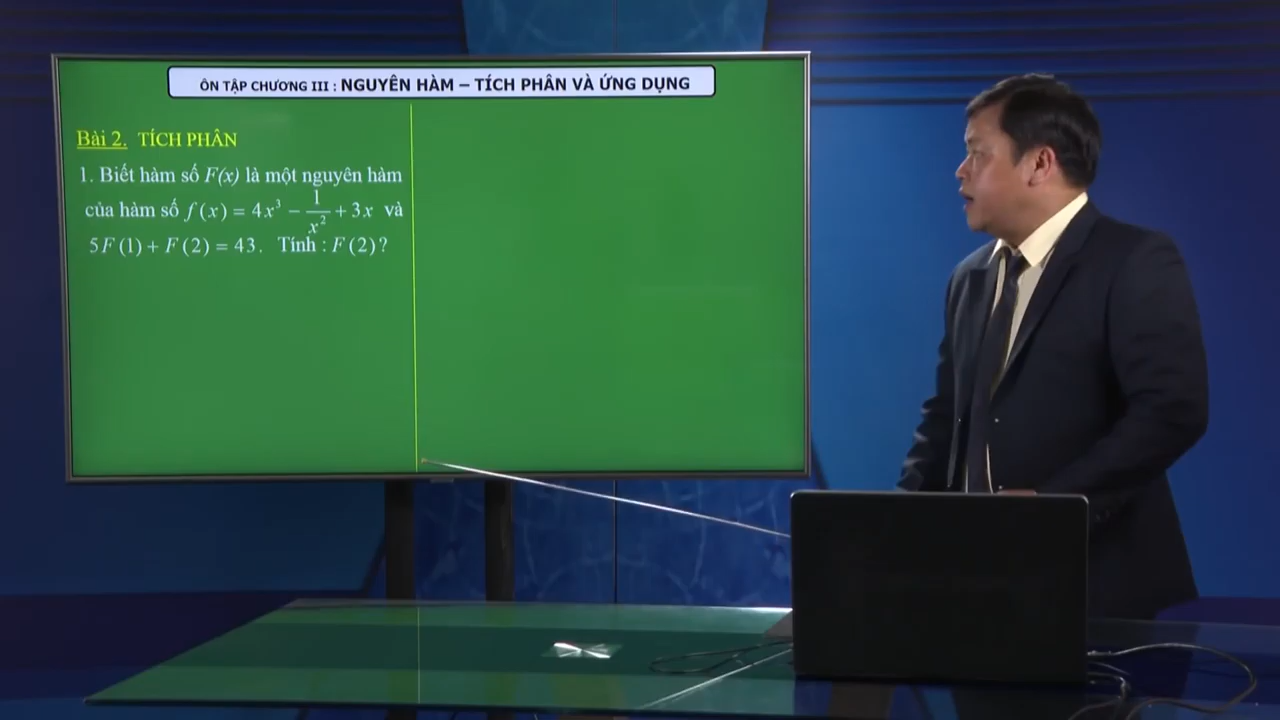 ÔN TẬP CHƯƠNG III : NGUYÊN HÀM – TÍCH PHÂN VÀ ỨNG DỤNG
Bài 2. TÍCH PHÂN
1. Biết hàm số F(x) là một nguyên hàm
của hàm số f(x) = 4x³ − 1/x² + 3x và
5F(1) + F(2) = 43. Tính : F(2)?